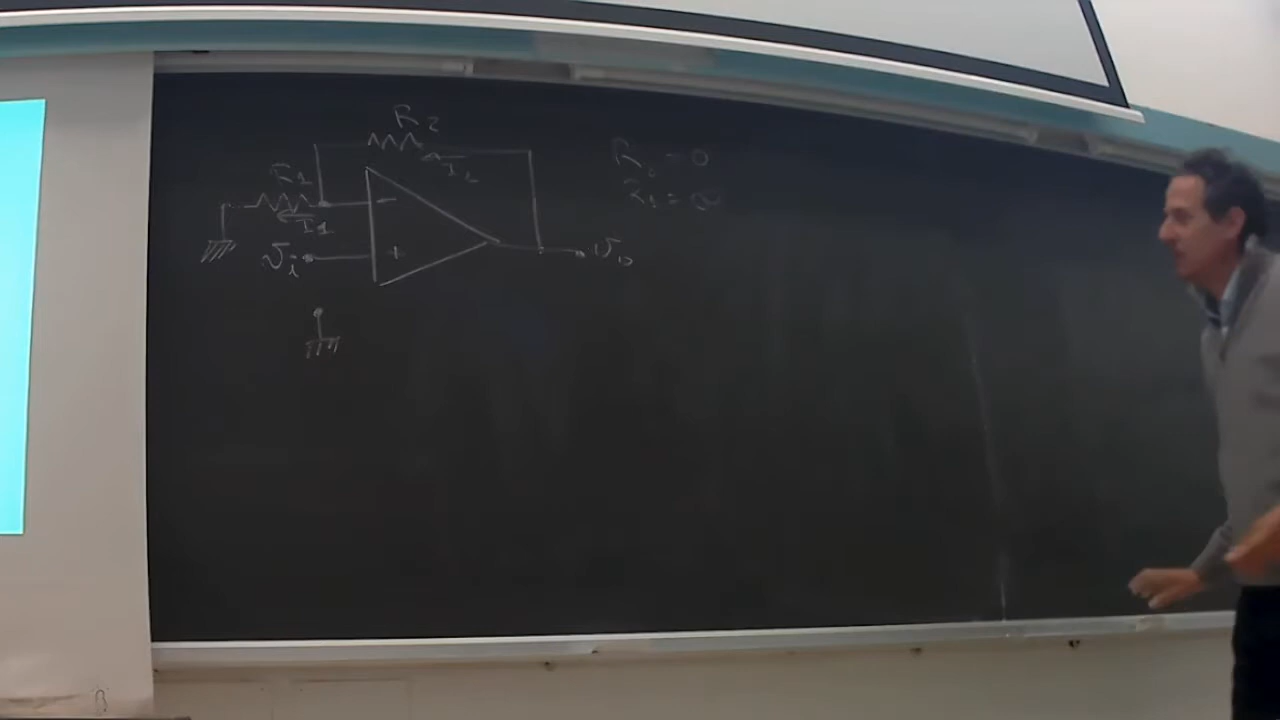 R2
I2
R1
I1
-
+
vi
vo
Ro = 0
Ri = ∞